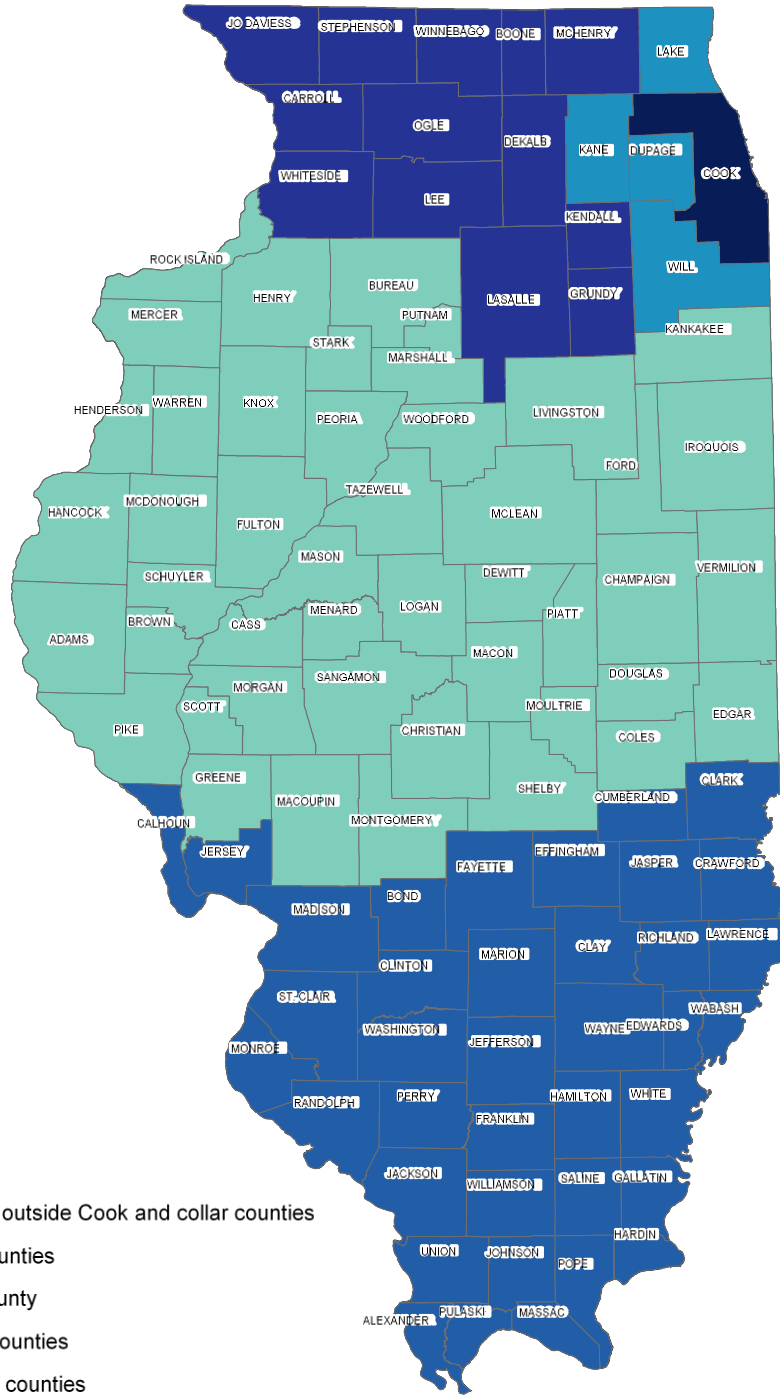 JO DAVIESS STEPHENSON WINNEBAGO BOONE MCHENRY LAKE
CARROLL OGLE DEKALB KANE DUPAGE COOK
WHITESIDE LEE KENDALL
ROCK ISLAND HENRY BUREAU LASALLE GRUNDY WILL
MERCER PUTNAM KANKAKEE
STARK MARSHALL
HENDERSON WARREN KNOX PEORIA WOODFORD LIVINGSTON
IROQUOIS
FORD
HANCOCK MCDONOUGH FULTON TAZEWELL MCLEAN
MASON
SCHUYLER DEWITT CHAMPAIGN VERMILION
ADAMS BROWN CASS MENARD LOGAN PIATT
MACON
SANGAMON DOUGLAS
MORGAN
SCOTT MOULTRIE EDGAR
PIKE CHRISTIAN COLES
GREENE SHELBY CLARK
MACOUPIN CUMBERLAND
CALHOUN MONTGOMERY
JERSEY FAYETTE EFFINGHAM JASPER CRAWFORD
MADISON BOND
CLINTON MARION CLAY RICHLAND LAWRENCE
ST. CLAIR
WABASH
MONROE WASHINGTON JEFFERSON WAYNE EDWARDS
RANDOLPH PERRY HAMILTON WHITE
FRANKLIN
JACKSON WILLIAMSON SALINE GALLATIN
outside Cook and collar counties
HARDIN
UNION JOHNSON POPE
unties
unty
ALEXANDER PULASKI MASSAC
ounties
counties